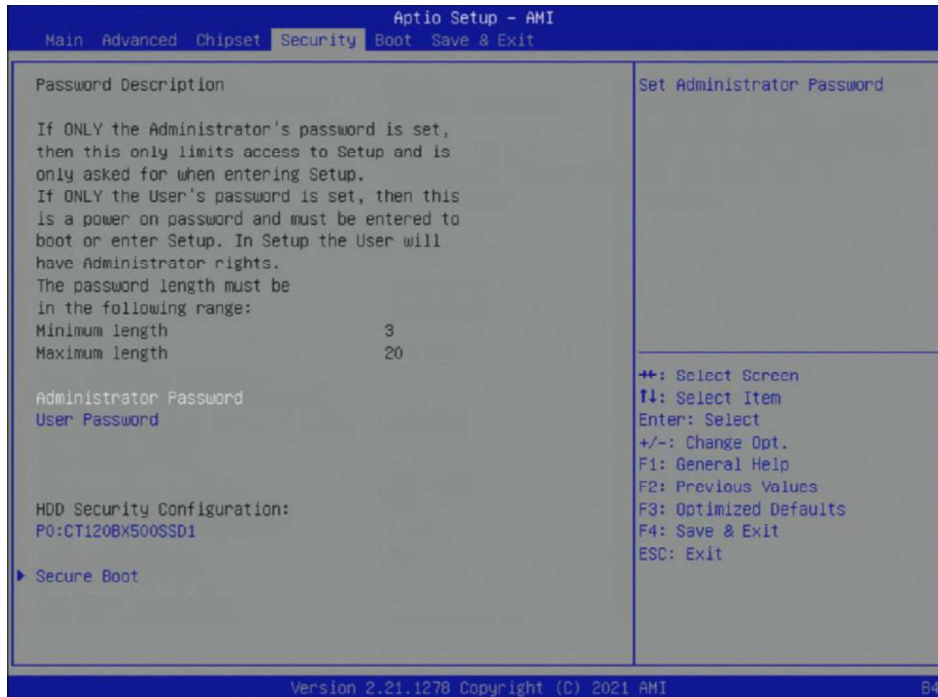 Aptio Setup - AMI
Main Advanced Chipset Security Boot Save & Exit
Password Description
If ONLY the Administrator's password is set,
then this only limits access to Setup and is
only asked for when entering Setup.
If ONLY the User's password is set, then this
is a power on password and must be entered to
boot or enter Setup. In Setup the User will
have Administrator rights.
The password length must be
in the following range:
Minimum length 3
Maximum length 20
Administrator Password
User Password
HDD Security Configuration:
P0:CT120BX500SSD1
Secure Boot
Set Administrator Password
→←: Select Screen
↑↓: Select Item
Enter: Select
+/-: Change Opt.
F1: General Help
F2: Previous Values
F3: Optimized Defaults
F4: Save & Exit
ESC: Exit
Version 2.21.1278 Copyright (C) 2021 AMI
B4